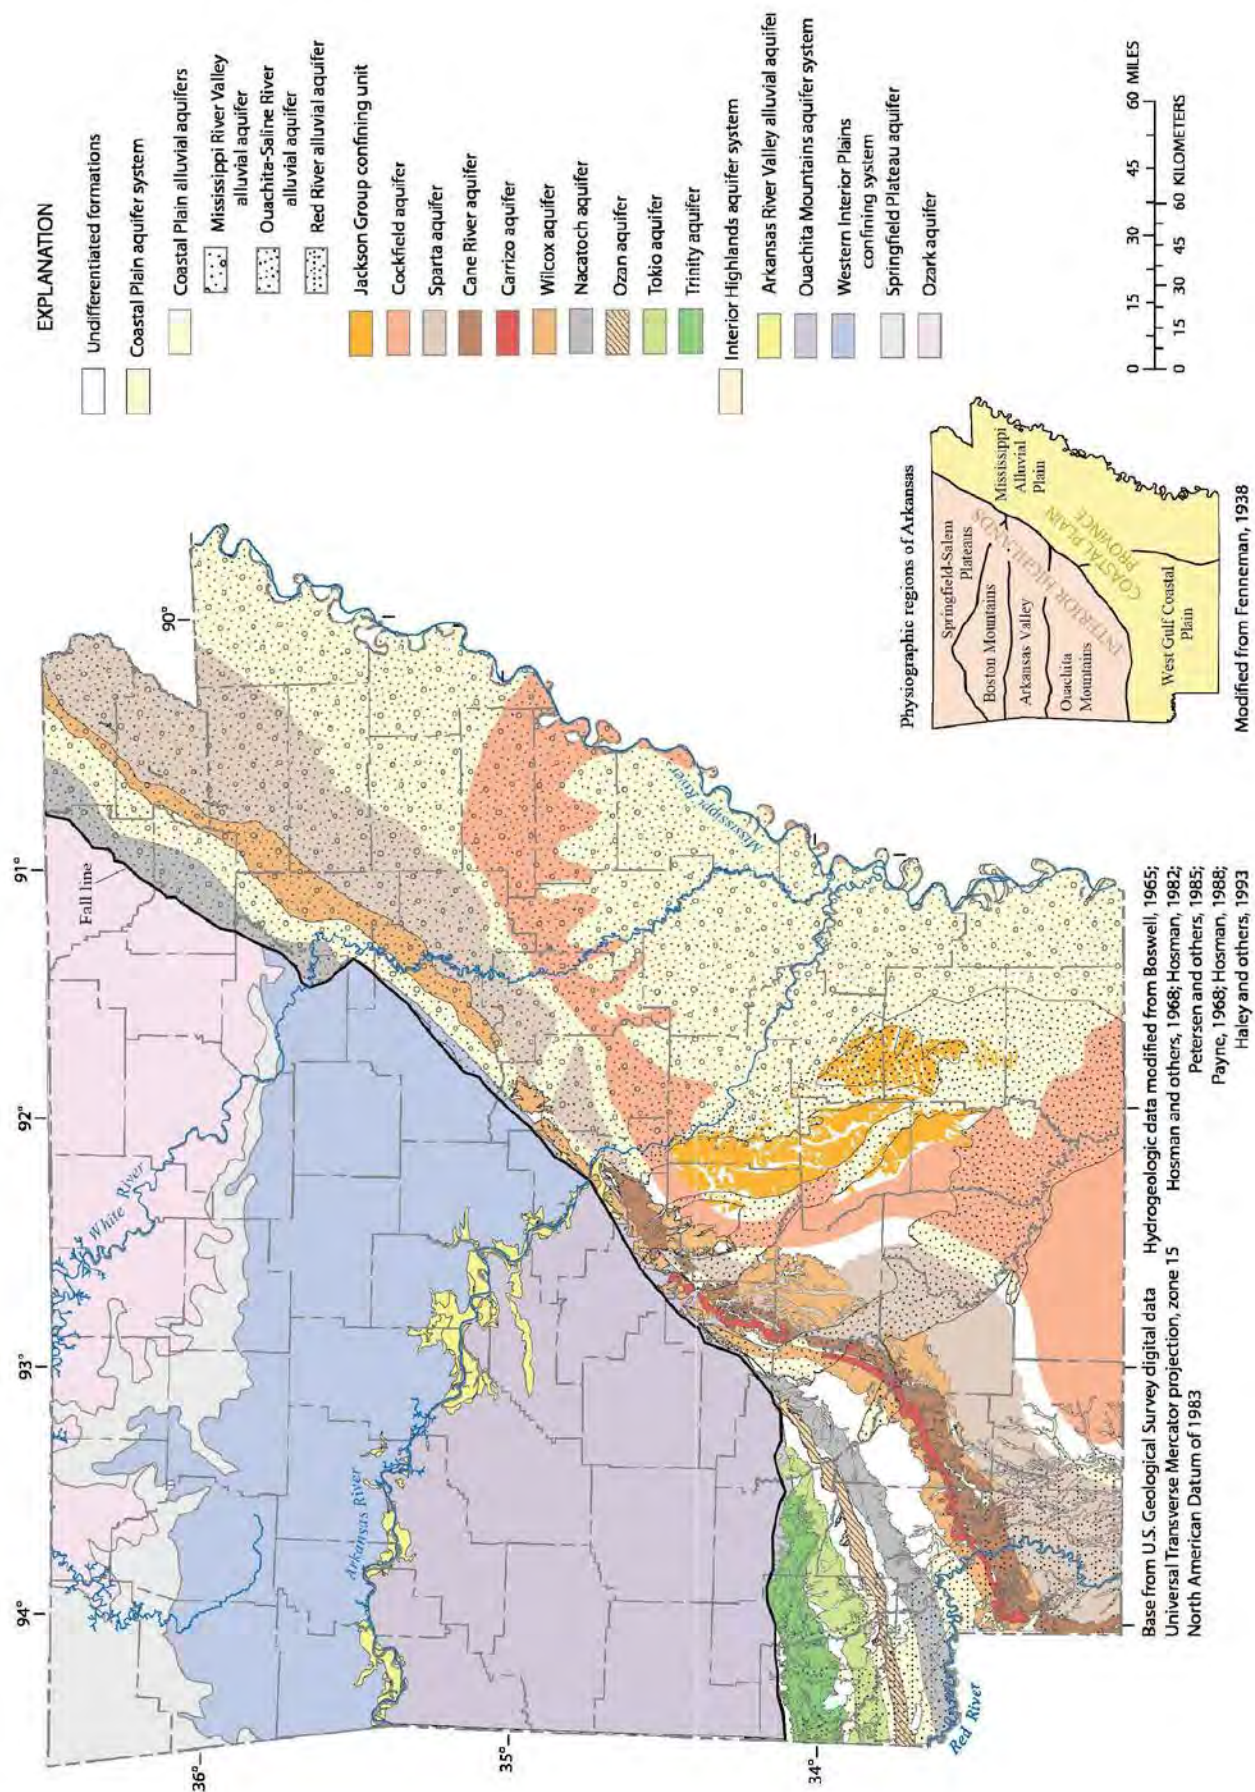 EXPLANATION
Undifferentiated formations
Coastal Plain aquifer system
Coastal Plain alluvial aquifers
Mississippi River Valley
alluvial aquifer
Ouachita-Saline River
alluvial aquifer
Red River alluvial aquifer
Jackson Group confining unit
Cockfield aquifer
Sparta aquifer
Cane River aquifer
Carrizo aquifer
Wilcox aquifer
Nacatoch aquifer
Ozan aquifer
Tokio aquifer
Trinity aquifer
Interior Highlands aquifer system
Arkansas River Valley alluvial aquifer
Ouachita Mountains aquifer system
Western Interior Plains
confining system
Springfield Plateau aquifer
Ozark aquifer
0 15 30 45 60 MILES
0 15 30 45 60 KILOMETERS
94°
93°
92°
91°
90°
36°
35°
34°
Fall line
White River
Arkansas River
Mississippi River
Red River
Physiographic regions of Arkansas
Springfield-Salem
Plateaus
Boston Mountains
Arkansas Valley
Ouachita
Mountains
INTERIOR HIGHLANDS
Mississippi
Alluvial
Plain
COASTAL PLAIN
PROVINCE
West Gulf Coastal
Plain
Modified from Fenneman, 1938
Base from U.S. Geological Survey digital data
Universal Transverse Mercator projection, zone 15
North American Datum of 1983
Hydrogeologic data modified from Boswell, 1965;
Hosman and others, 1968; Hosman, 1982;
Petersen and others, 1985;
Payne, 1968; Hosman, 1988;
Haley and others, 1993